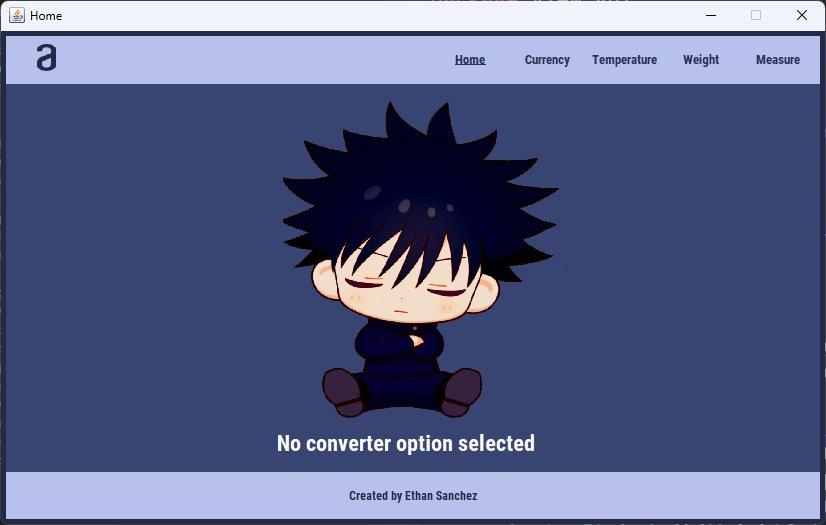 Home
a
Home Currency Temperature Weight Measure
No converter option selected
Created by Ethan Sanchez